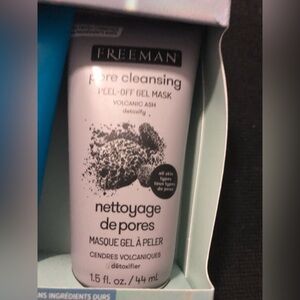 FREEMAN
pore cleansing
PEEL-OFF GEL MASK
VOLCANIC ASH
detoxify
all skin
types
tous types
de peau
nettoyage
de pores
MASQUE GEL À PELER
CENDRES VOLCANIQUES
détoxifier
1.5 fl. oz. / 44 mL
INGRÉDIENTS DURS